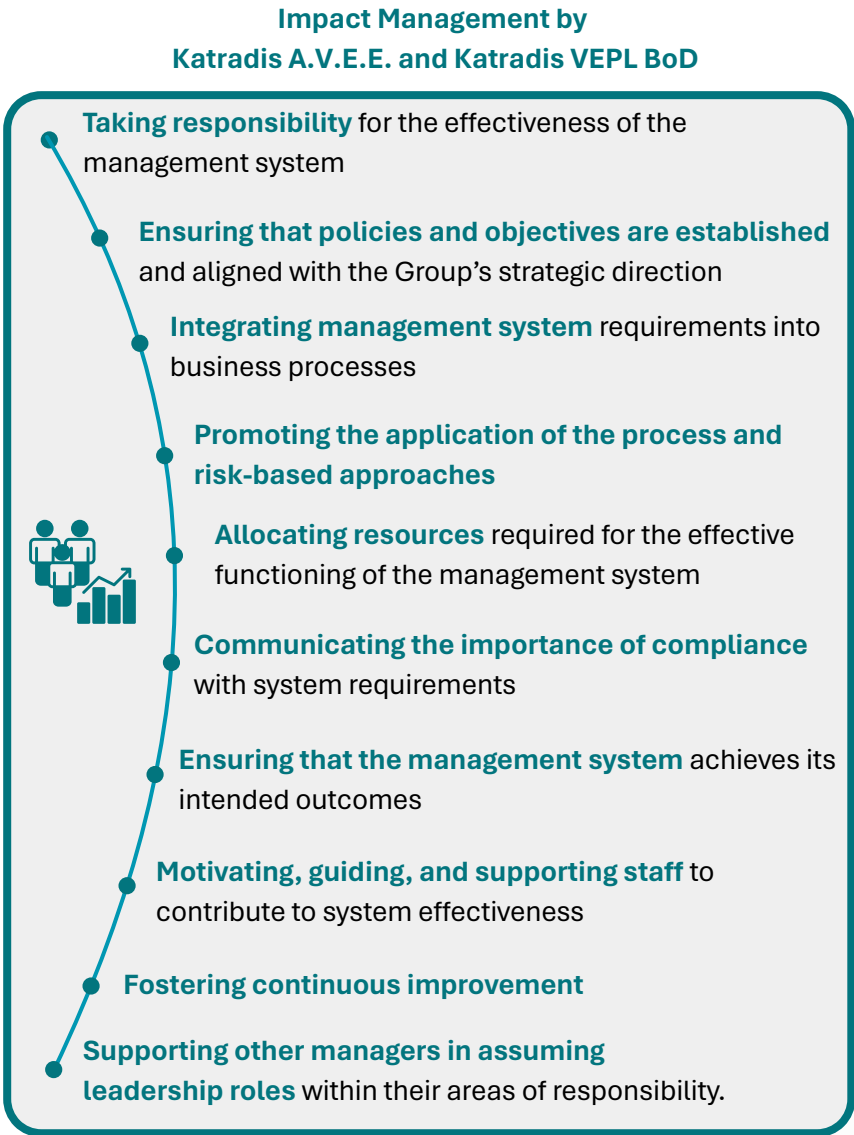 Impact Management by
Katradis A.V.E.E. and Katradis VEPL BoD
Taking responsibility for the effectiveness of the
management system
Ensuring that policies and objectives are established
and aligned with the Group’s strategic direction
Integrating management system requirements into
business processes
Promoting the application of the process and
risk-based approaches
Allocating resources required for the effective
functioning of the management system
Communicating the importance of compliance
with system requirements
Ensuring that the management system achieves its
intended outcomes
Motivating, guiding, and supporting staff to
contribute to system effectiveness
Fostering continuous improvement
Supporting other managers in assuming
leadership roles within their areas of responsibility.